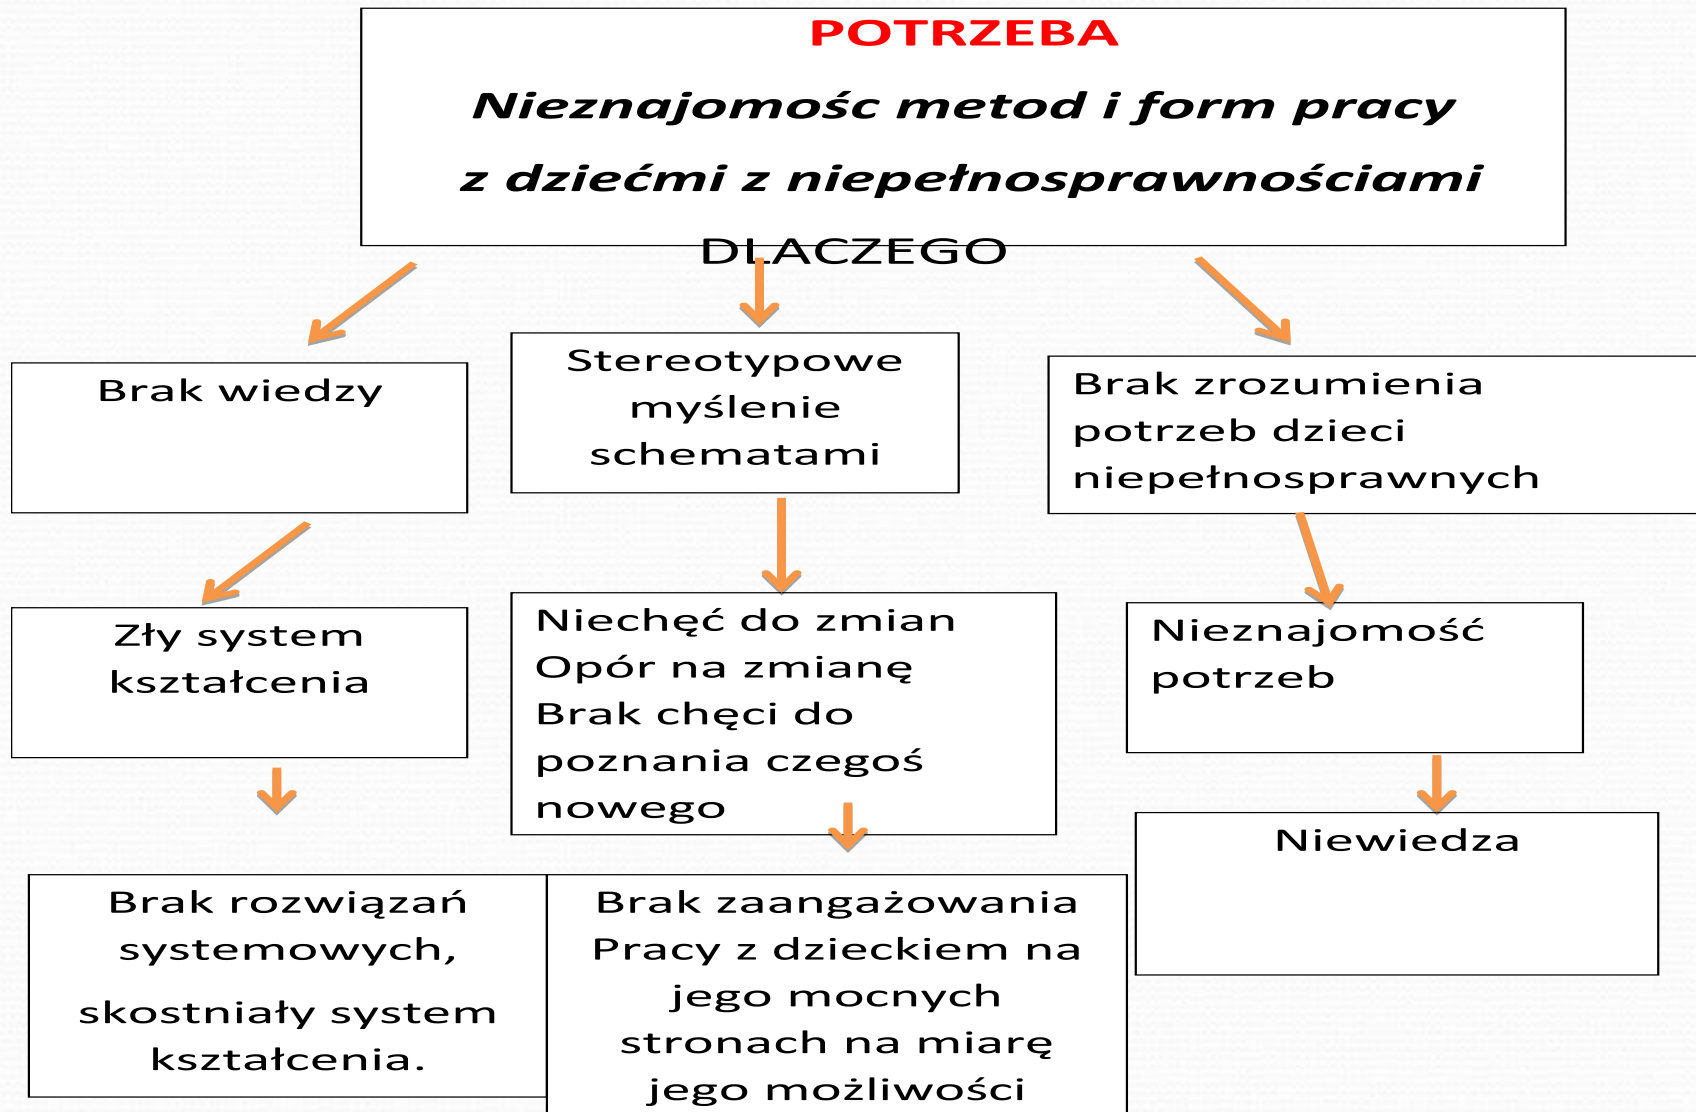 POTRZEBA
Nieznajomośc metod i form pracy
z dziećmi z niepełnosprawnościami
DLACZEGO
Brak wiedzy
Stereotypowe
myślenie
schematami
Brak zrozumienia
potrzeb dzieci
niepełnosprawnych
Zły system
kształcenia
Niechęć do zmian
Opór na zmianę
Brak chęci do
poznania czegoś
nowego
Nieznajomość
potrzeb
Brak rozwiązań
systemowych,
skostniały system
kształcenia.
Brak zaangażowania
Pracy z dzieckiem na
jego mocnych
stronach na miarę
jego możliwości
Niewiedza